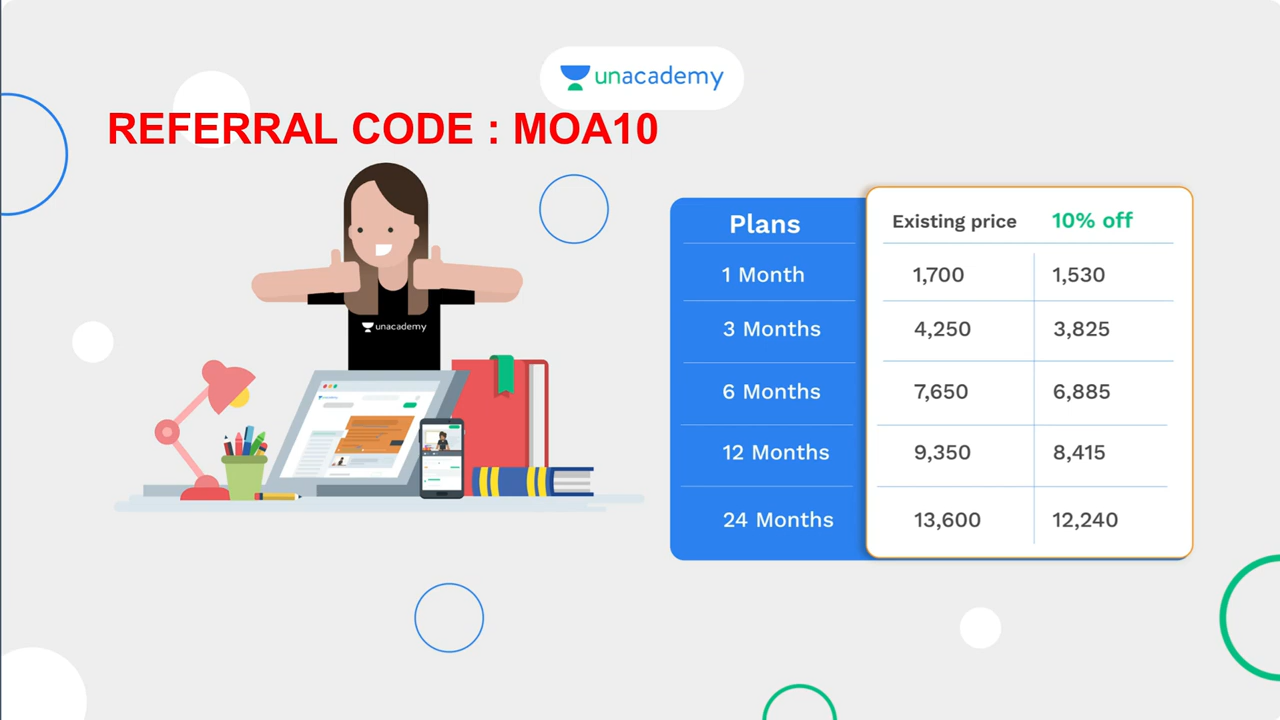 unacademy
REFERRAL CODE : MOA10
unacademy
Plans Existing price 10% off
1 Month 1,700 1,530
3 Months 4,250 3,825
6 Months 7,650 6,885
12 Months 9,350 8,415
24 Months 13,600 12,240